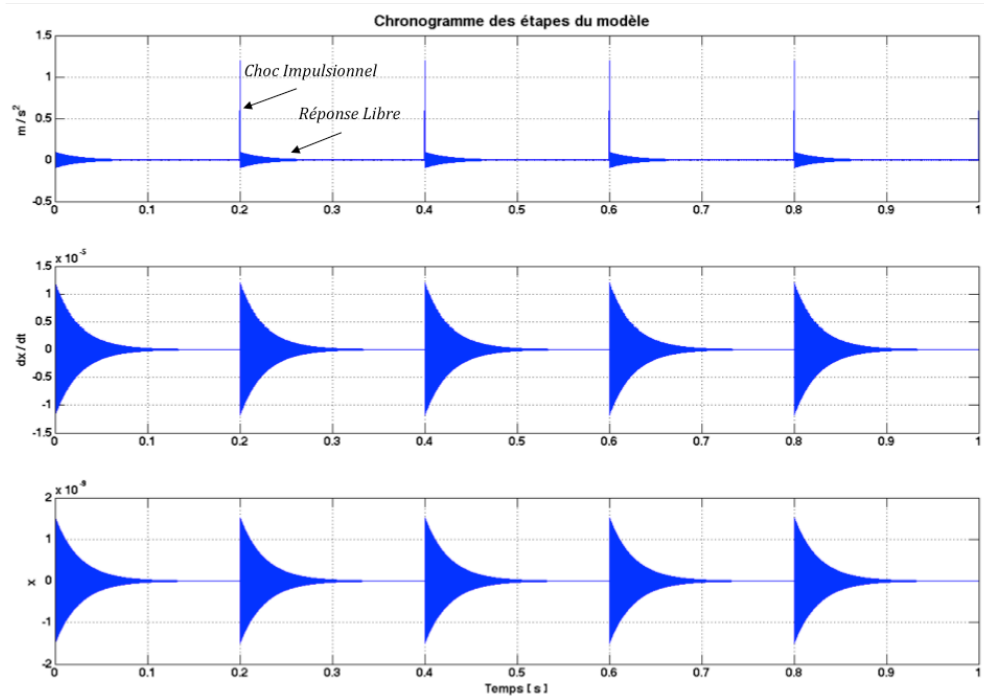 Chronogramme des étapes du modèle
1.5
1
0.5
0
-0.5
m / s²
Choc Impulsionnel
Réponse Libre
0 0.1 0.2 0.3 0.4 0.5 0.6 0.7 0.8 0.9 1
x 10⁻⁵
1.5
1
0.5
0
-0.5
-1
-1.5
dx / dt
0 0.1 0.2 0.3 0.4 0.5 0.6 0.7 0.8 0.9 1
x 10⁻⁹
2
1
0
-1
-2
x
0 0.1 0.2 0.3 0.4 0.5 0.6 0.7 0.8 0.9 1
Temps [ s ]